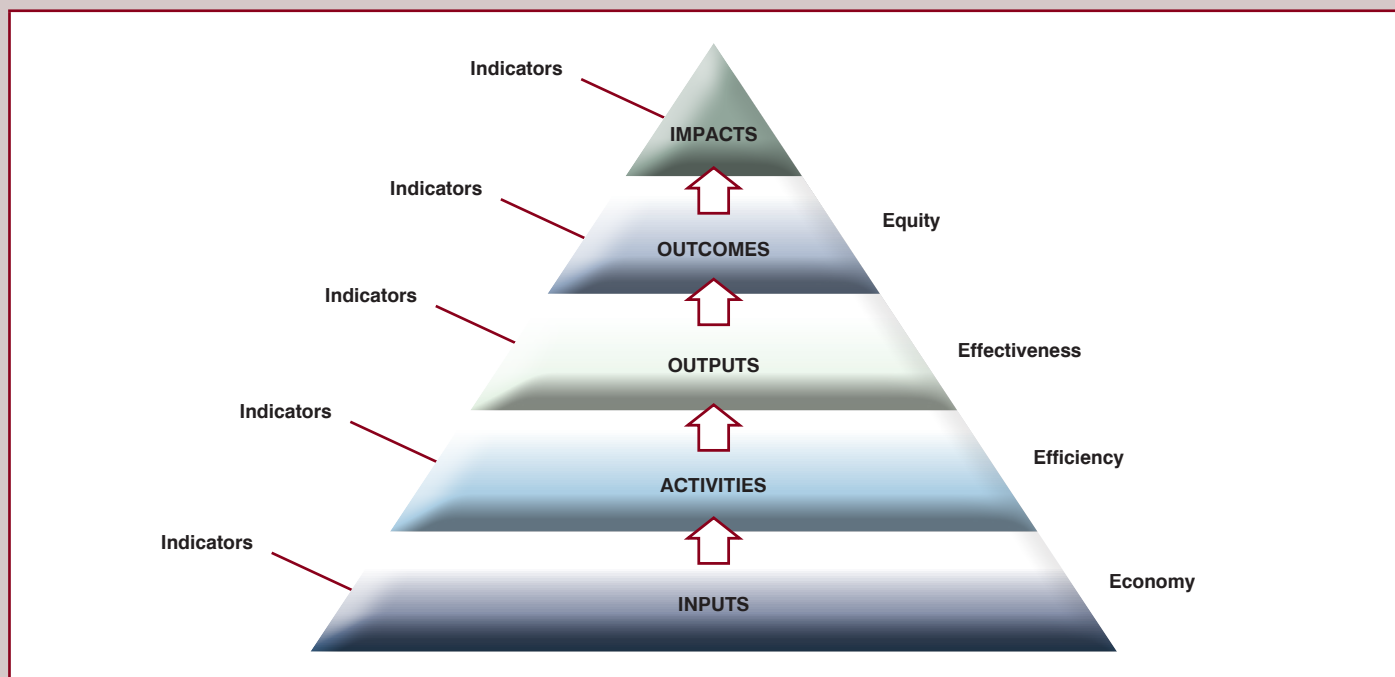 Indicators
IMPACTS
Indicators
Equity
OUTCOMES
Indicators
Effectiveness
OUTPUTS
Indicators
Efficiency
ACTIVITIES
Indicators
Economy
INPUTS